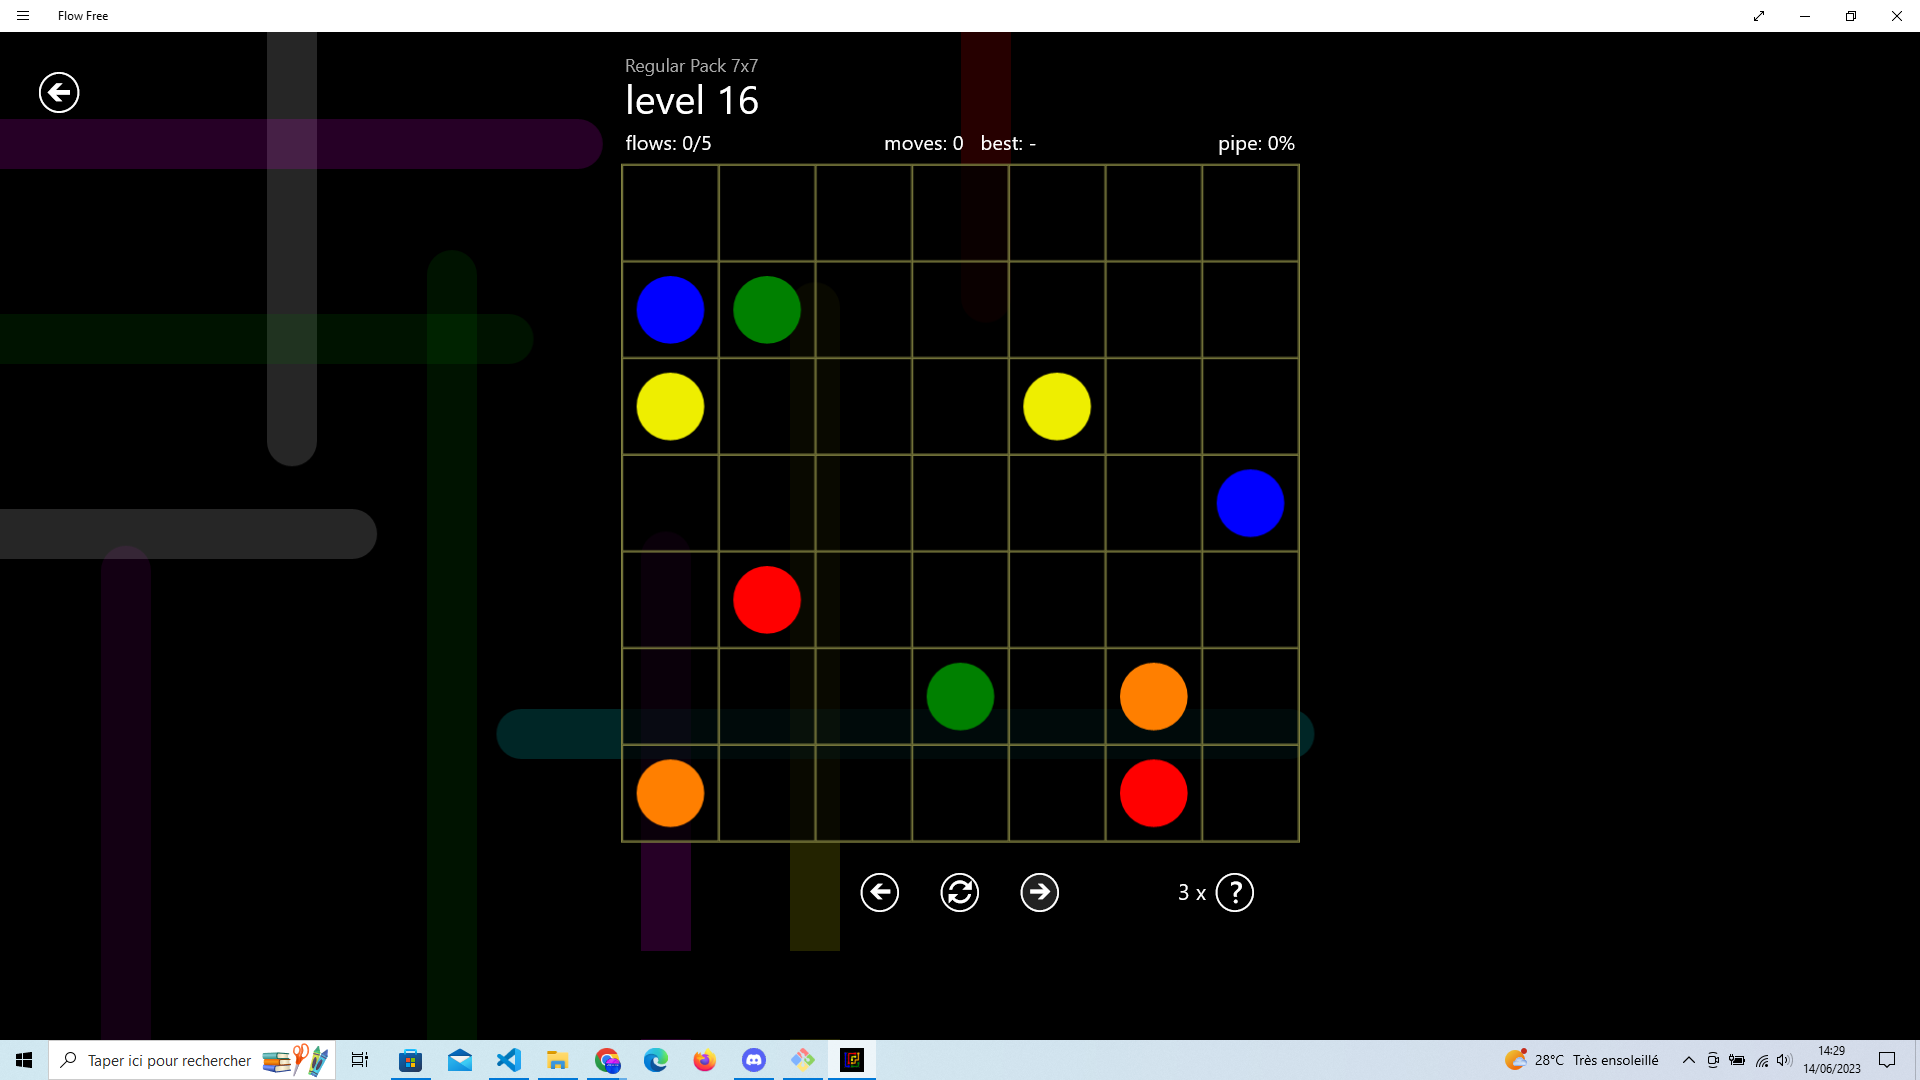 Flow Free
Regular Pack 7x7
level 16
flows: 0/5 moves: 0 best: - pipe: 0%
3 x ?
Taper ici pour rechercher
28°C Très ensoleillé
14:29
14/06/2023